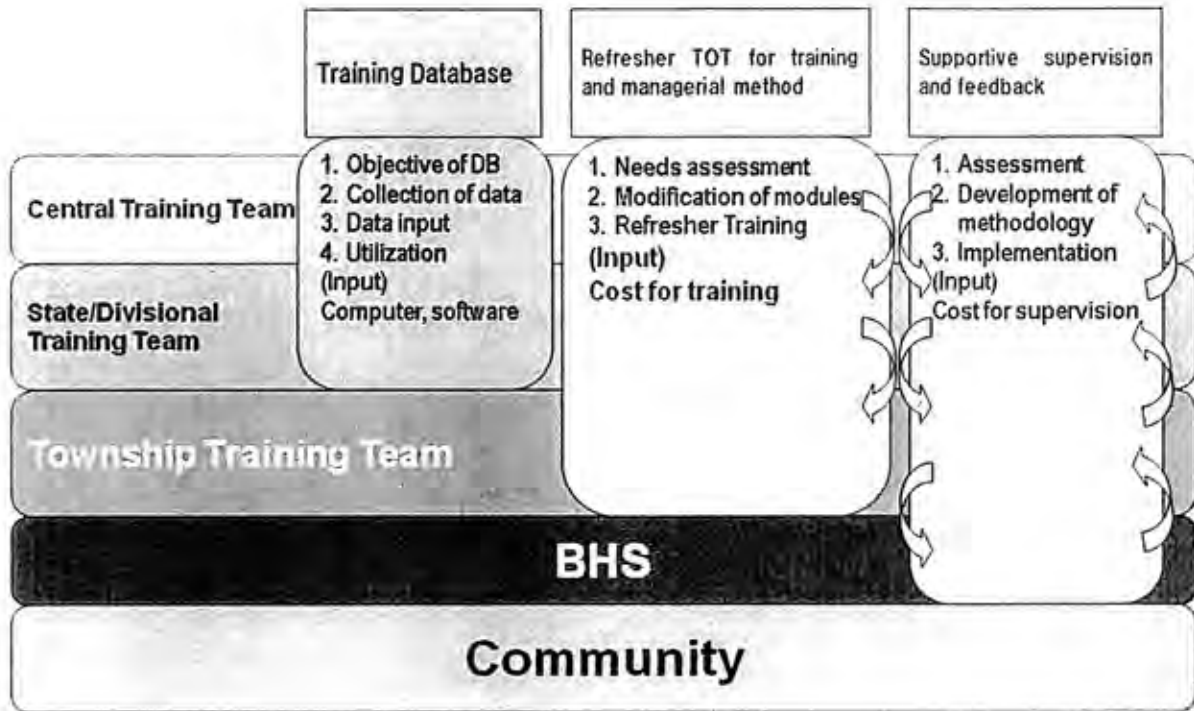 Training Database
Refresher TOT for training
and managerial method
Supportive supervision
and feedback
Central Training Team
State/Divisional
Training Team
Township Training Team
BHS
Community
1. Objective of DB
2. Collection of data
3. Data input
4. Utilization
(Input)
Computer, software
1. Needs assessment
2. Modification of modules
3. Refresher Training
(Input)
Cost for training
1. Assessment
2. Development of
methodology
3. Implementation
(Input)
Cost for supervision